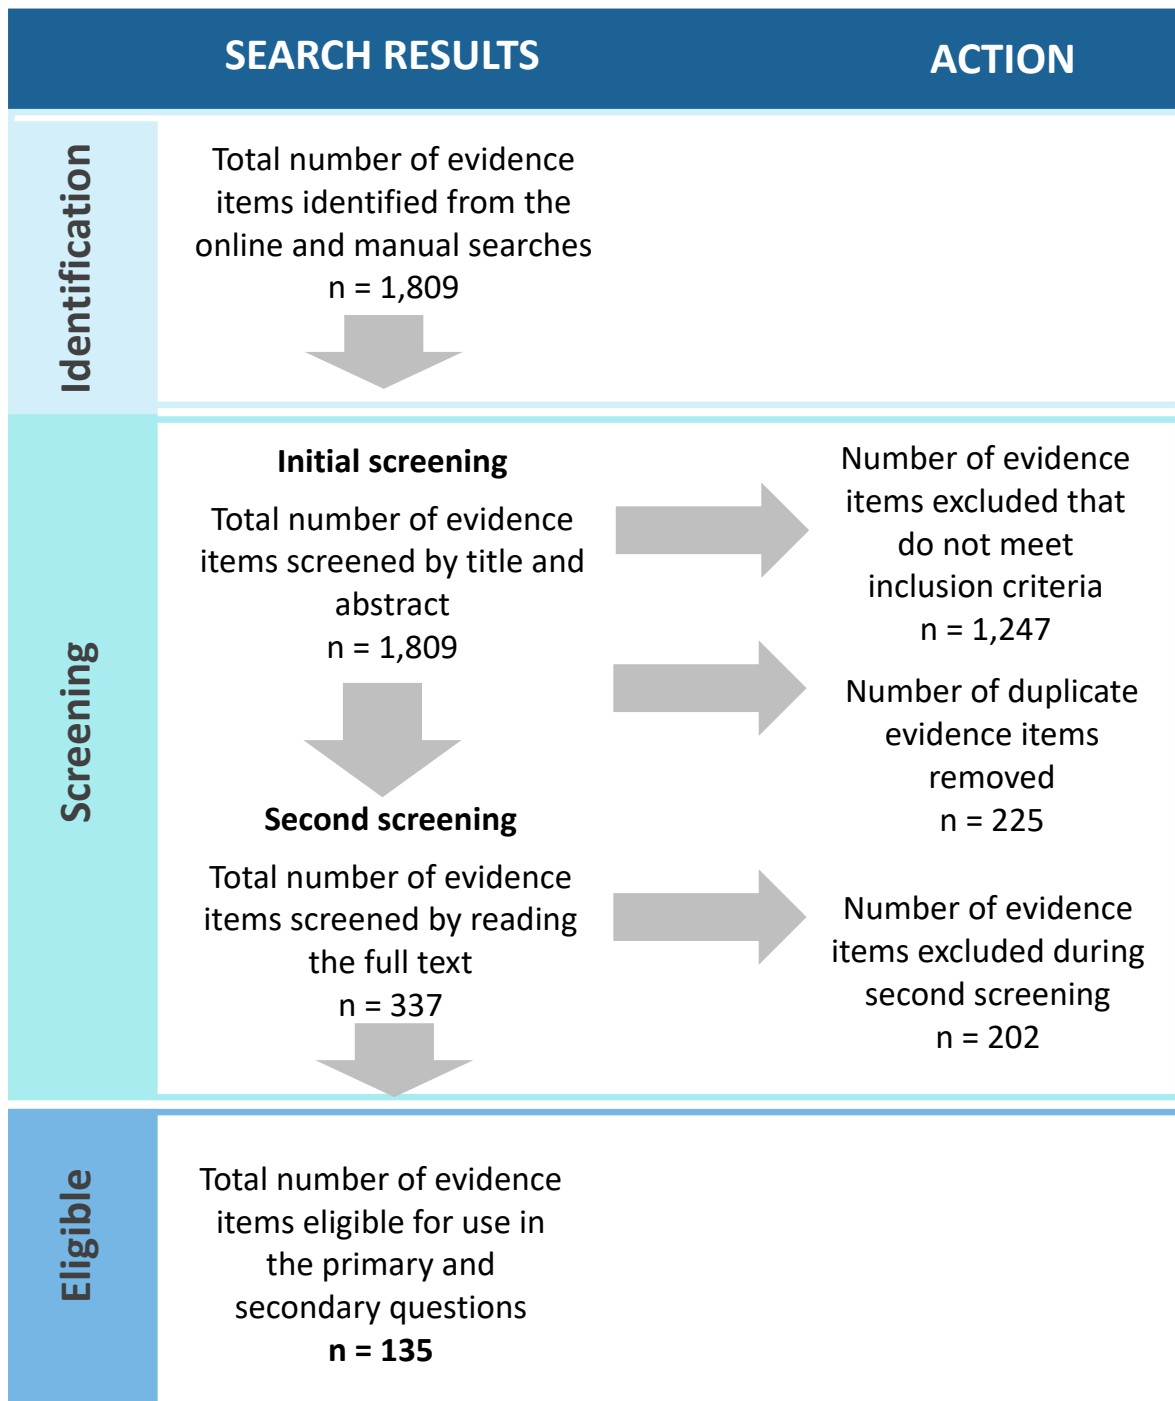 SEARCH RESULTS
ACTION
Identification
Total number of evidence
items identified from the
online and manual searches
n = 1,809
Screening
Initial screening
Total number of evidence
items screened by title and
abstract
n = 1,809
Number of evidence
items excluded that
do not meet
inclusion criteria
n = 1,247
Number of duplicate
evidence items
removed
n = 225
Second screening
Total number of evidence
items screened by reading
the full text
n = 337
Number of evidence
items excluded during
second screening
n = 202
Eligible
Total number of evidence
items eligible for use in
the primary and
secondary questions
n = 135